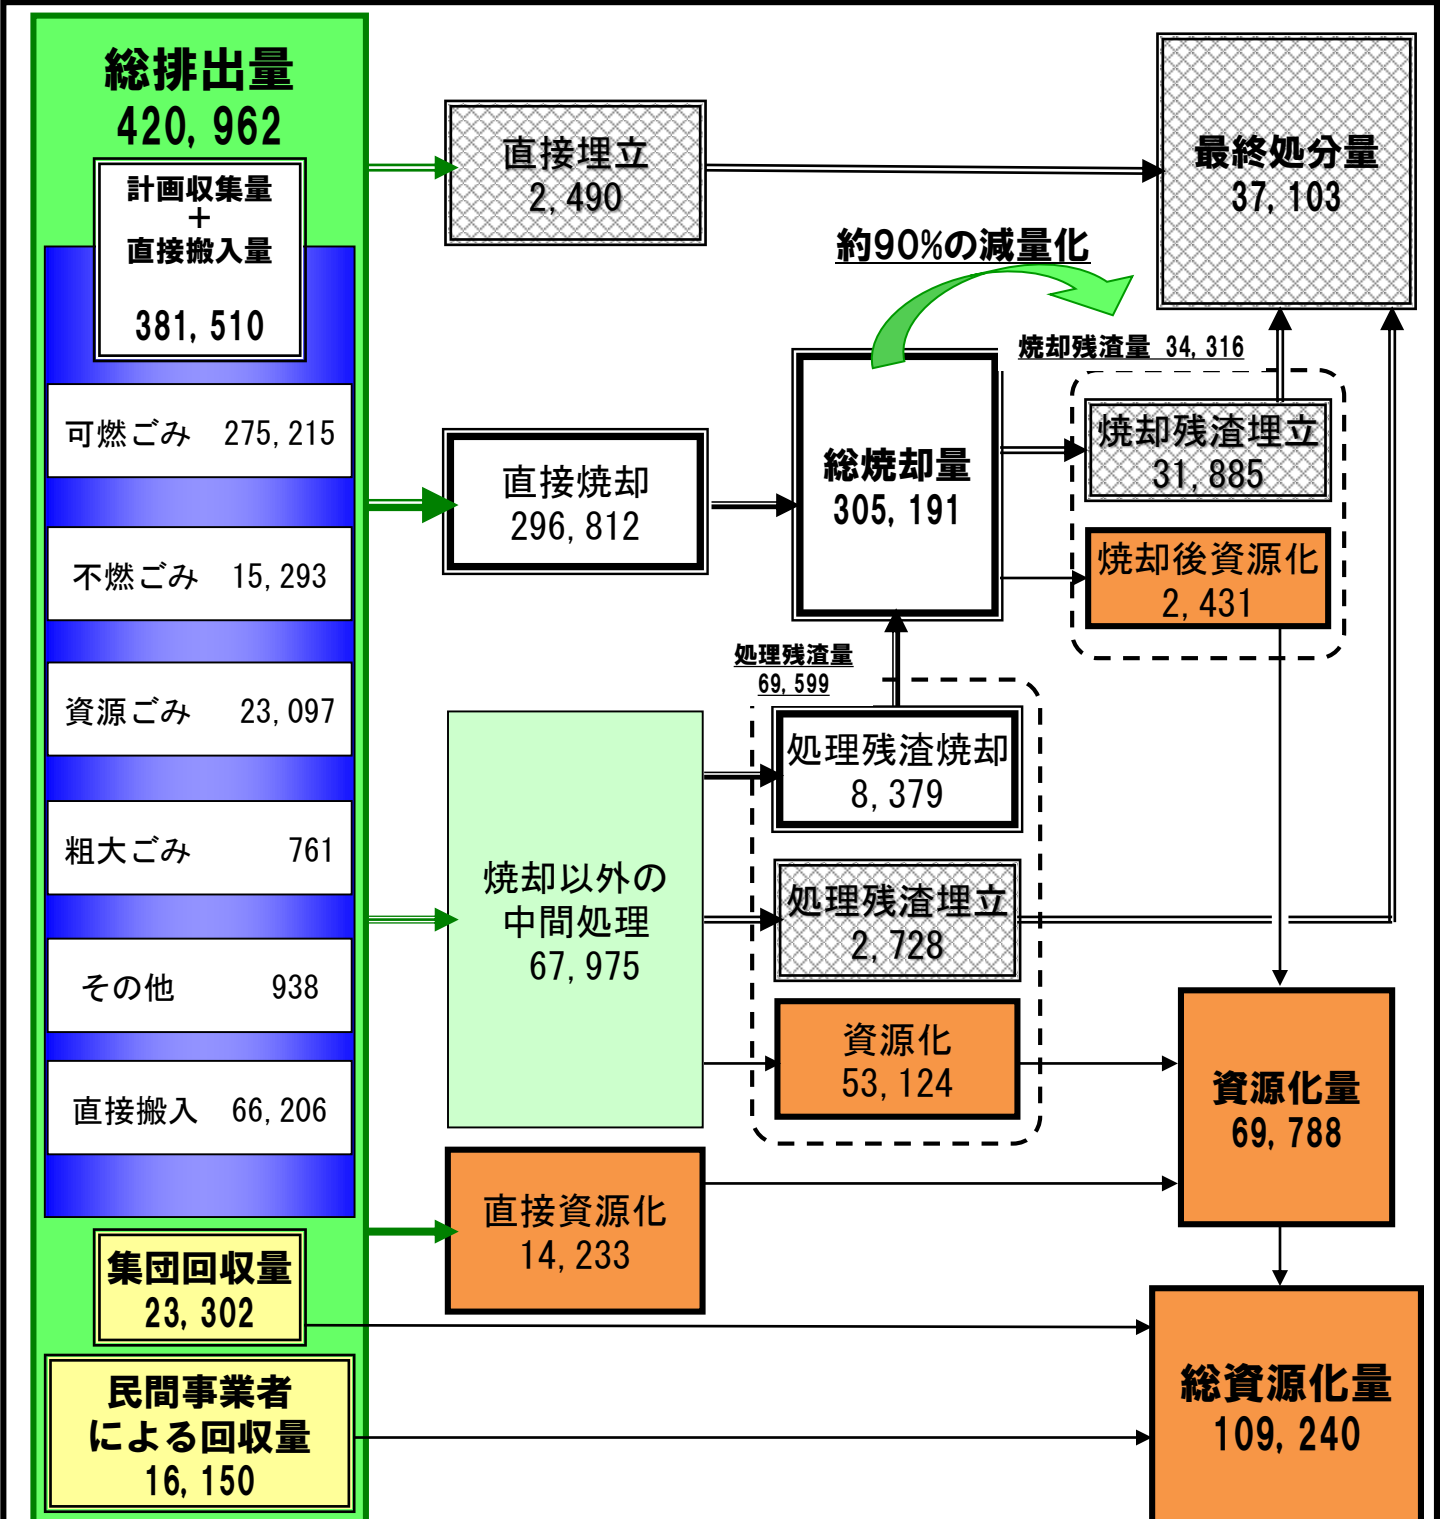 総排出量
420,962
計画収集量
＋
直接搬入量
381,510
可燃ごみ 275,215
不燃ごみ 15,293
資源ごみ 23,097
粗大ごみ 761
その他 938
直接搬入 66,206
集団回収量
23,302
民間事業者
による回収量
16,150
直接埋立
2,490
直接焼却
296,812
焼却以外の
中間処理
67,975
直接資源化
14,233
約90%の減量化
総焼却量
305,191
処理残渣量
69,599
処理残渣焼却
8,379
処理残渣埋立
2,728
資源化
53,124
最終処分量
37,103
焼却残渣量 34,316
焼却残渣埋立
31,885
焼却後資源化
2,431
資源化量
69,788
総資源化量
109,240